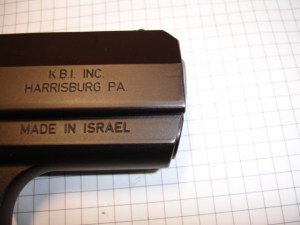 K.B.I. INC.
HARRISBURG PA.
MADE IN ISRAEL